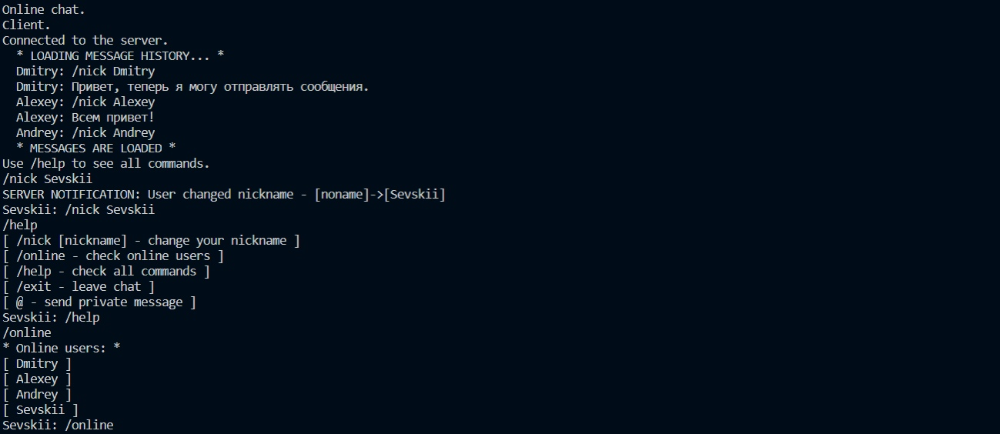 Online chat.
Client.
Connected to the server.
* LOADING MESSAGE HISTORY... *
Dmitry: /nick Dmitry
Dmitry: Привет, теперь я могу отправлять сообщения.
Alexey: /nick Alexey
Alexey: Всем привет!
Andrey: /nick Andrey
* MESSAGES ARE LOADED *
Use /help to see all commands.
/nick Sevskii
SERVER NOTIFICATION: User changed nickname - [noname]->[Sevskii]
Sevskii: /nick Sevskii
/help
[ /nick [nickname] - change your nickname ]
[ /online - check online users ]
[ /help - check all commands ]
[ /exit - leave chat ]
[ @ - send private message ]
Sevskii: /help
/online
* Online users: *
[ Dmitry ]
[ Alexey ]
[ Andrey ]
[ Sevskii ]
Sevskii: /online